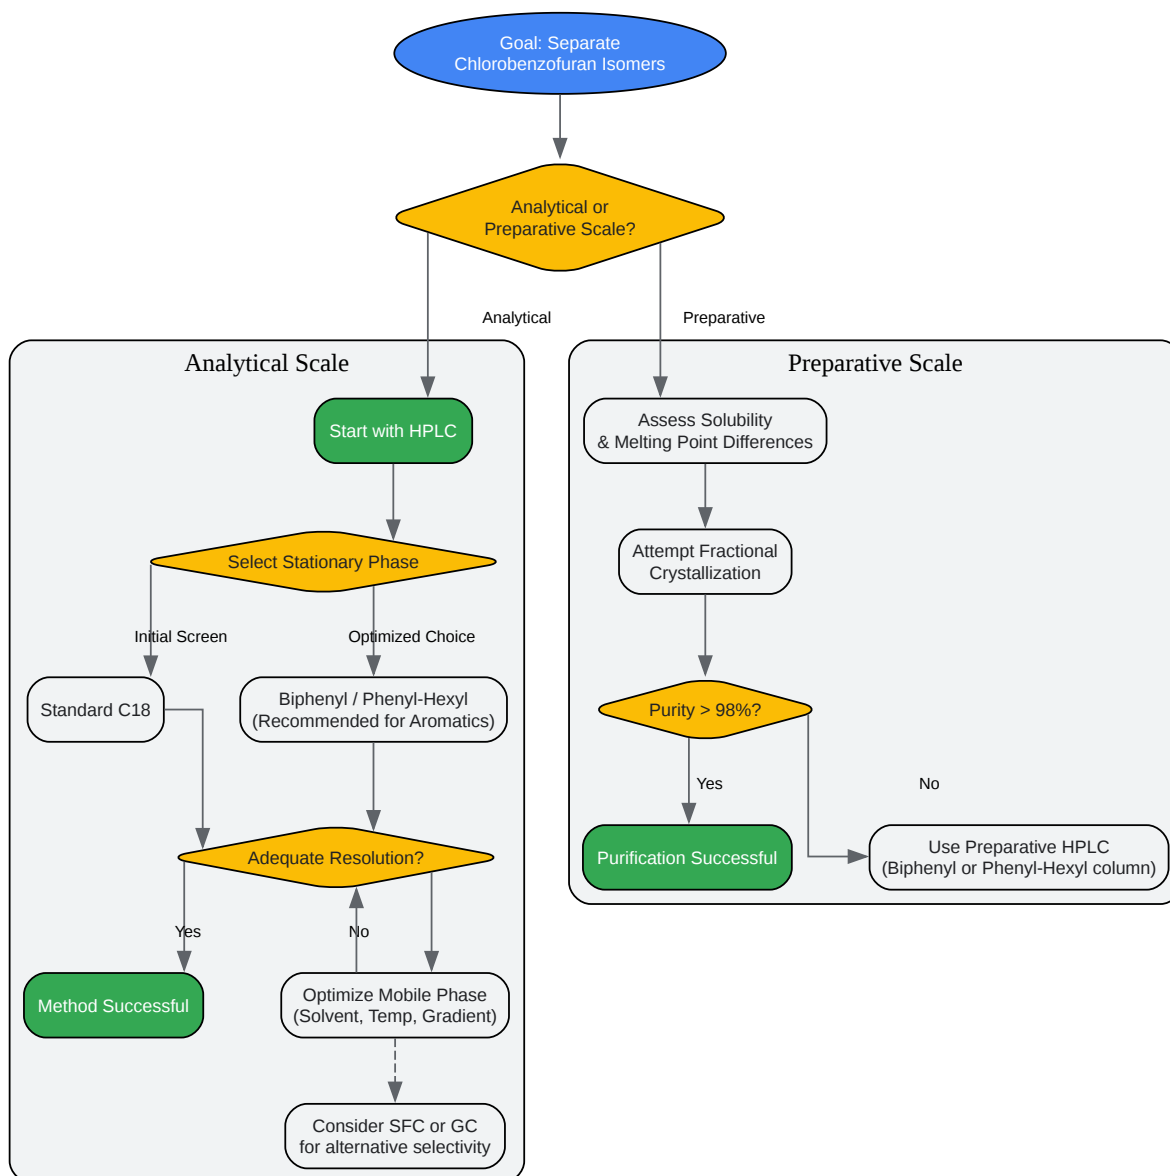 Goal: Separate
Chlorobenzofuran Isomers
Analytical or
Preparative Scale?
Analytical
Preparative
Analytical Scale
Start with HPLC
Select Stationary Phase
Initial Screen
Optimized Choice
Standard C18
Biphenyl / Phenyl-Hexyl
(Recommended for Aromatics)
Adequate Resolution?
Yes
No
Method Successful
Optimize Mobile Phase
(Solvent, Temp, Gradient)
Consider SFC or GC
for alternative selectivity
Preparative Scale
Assess Solubility
& Melting Point Differences
Attempt Fractional
Crystallization
Purity > 98%?
Yes
No
Purification Successful
Use Preparative HPLC
(Biphenyl or Phenyl-Hexyl column)